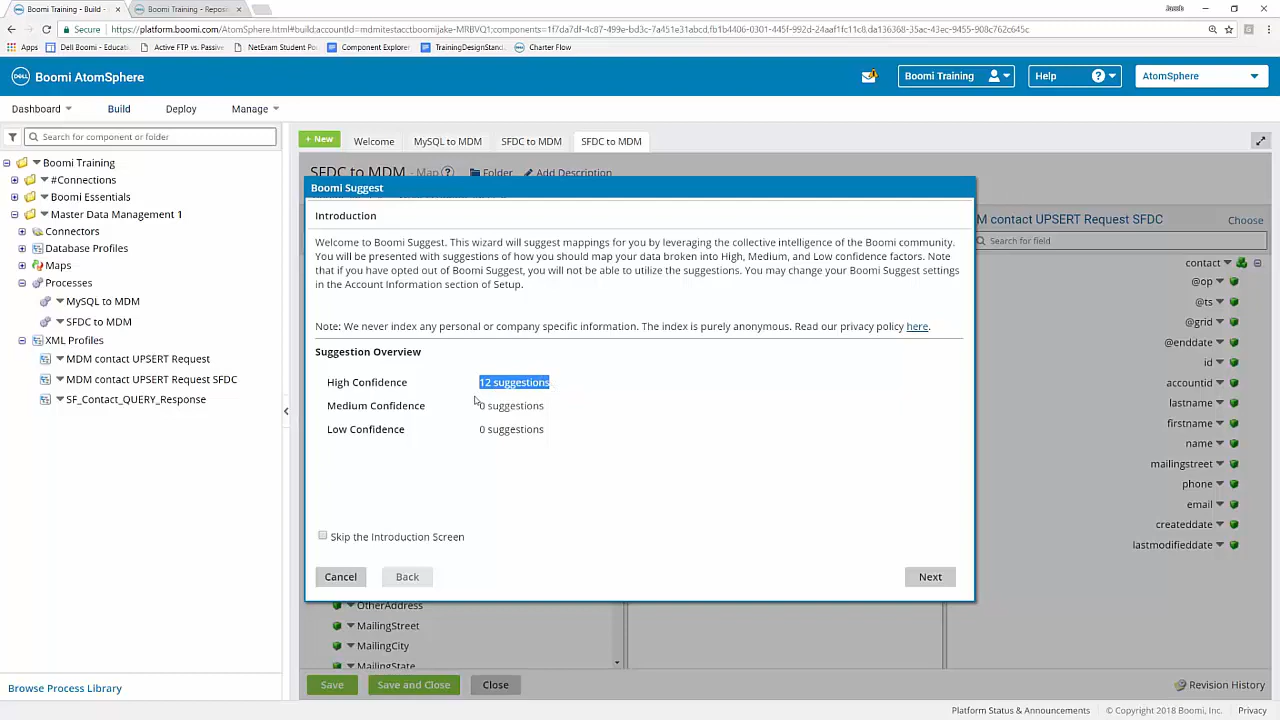 Boomi Training - Build -
Boomi Training - Repos
Secure
https://platform.boomi.com/AtomSphere.html#build;accountId=mdmitestacctboomijake-MRBVQ1;components=1f7da7df-4c87-499e-bd3c-7a451e31abcd,fb1b4406-0301-445f-992d-24aaf1fc11c8,da136368-35ac-43ec-9455-908c762c645c
Apps
Dell Boomi - Educati
Active FTP vs. Passiv
NetExam Student Po
Component Explorer
TrainingDesignStand
Charter Flow
Boomi AtomSphere
Boomi Training
Help
AtomSphere
Dashboard
Build
Deploy
Manage
Search for component or folder
+ New
Welcome
MySQL to MDM
SFDC to MDM
SFDC to MDM
Boomi Training
#Connections
Boomi Essentials
Master Data Management 1
Connectors
Database Profiles
Maps
Processes
MySQL to MDM
SFDC to MDM
XML Profiles
MDM contact UPSERT Request
MDM contact UPSERT Request SFDC
SF_Contact_QUERY_Response
Browse Process Library
SFDC to MDM - Map
Folder
Add Description
Boomi Suggest
Introduction
Welcome to Boomi Suggest. This wizard will suggest mappings for you by leveraging the collective intelligence of the Boomi community.
You will be presented with suggestions of how you should map your data broken into High, Medium, and Low confidence factors. Note
that if you have opted out of Boomi Suggest, you will not be able to utilize the suggestions. You may change your Boomi Suggest settings
in the Account Information section of Setup.
Note: We never index any personal or company specific information. The index is purely anonymous. Read our privacy policy here.
Suggestion Overview
High Confidence 12 suggestions
Medium Confidence 0 suggestions
Low Confidence 0 suggestions
Skip the Introduction Screen
Cancel
Back
Next
M contact UPSERT Request SFDC
Choose
Search for field
contact
@op
@ts
@grid
@enddate
id
accountid
lastname
firstname
name
mailingstreet
phone
email
createddate
lastmodifieddate
OtherAddress
MailingStreet
MailingCity
MailingState
Save
Save and Close
Close
Revision History
Platform Status & Announcements
© Copyright 2018 Boomi, Inc.
Privacy